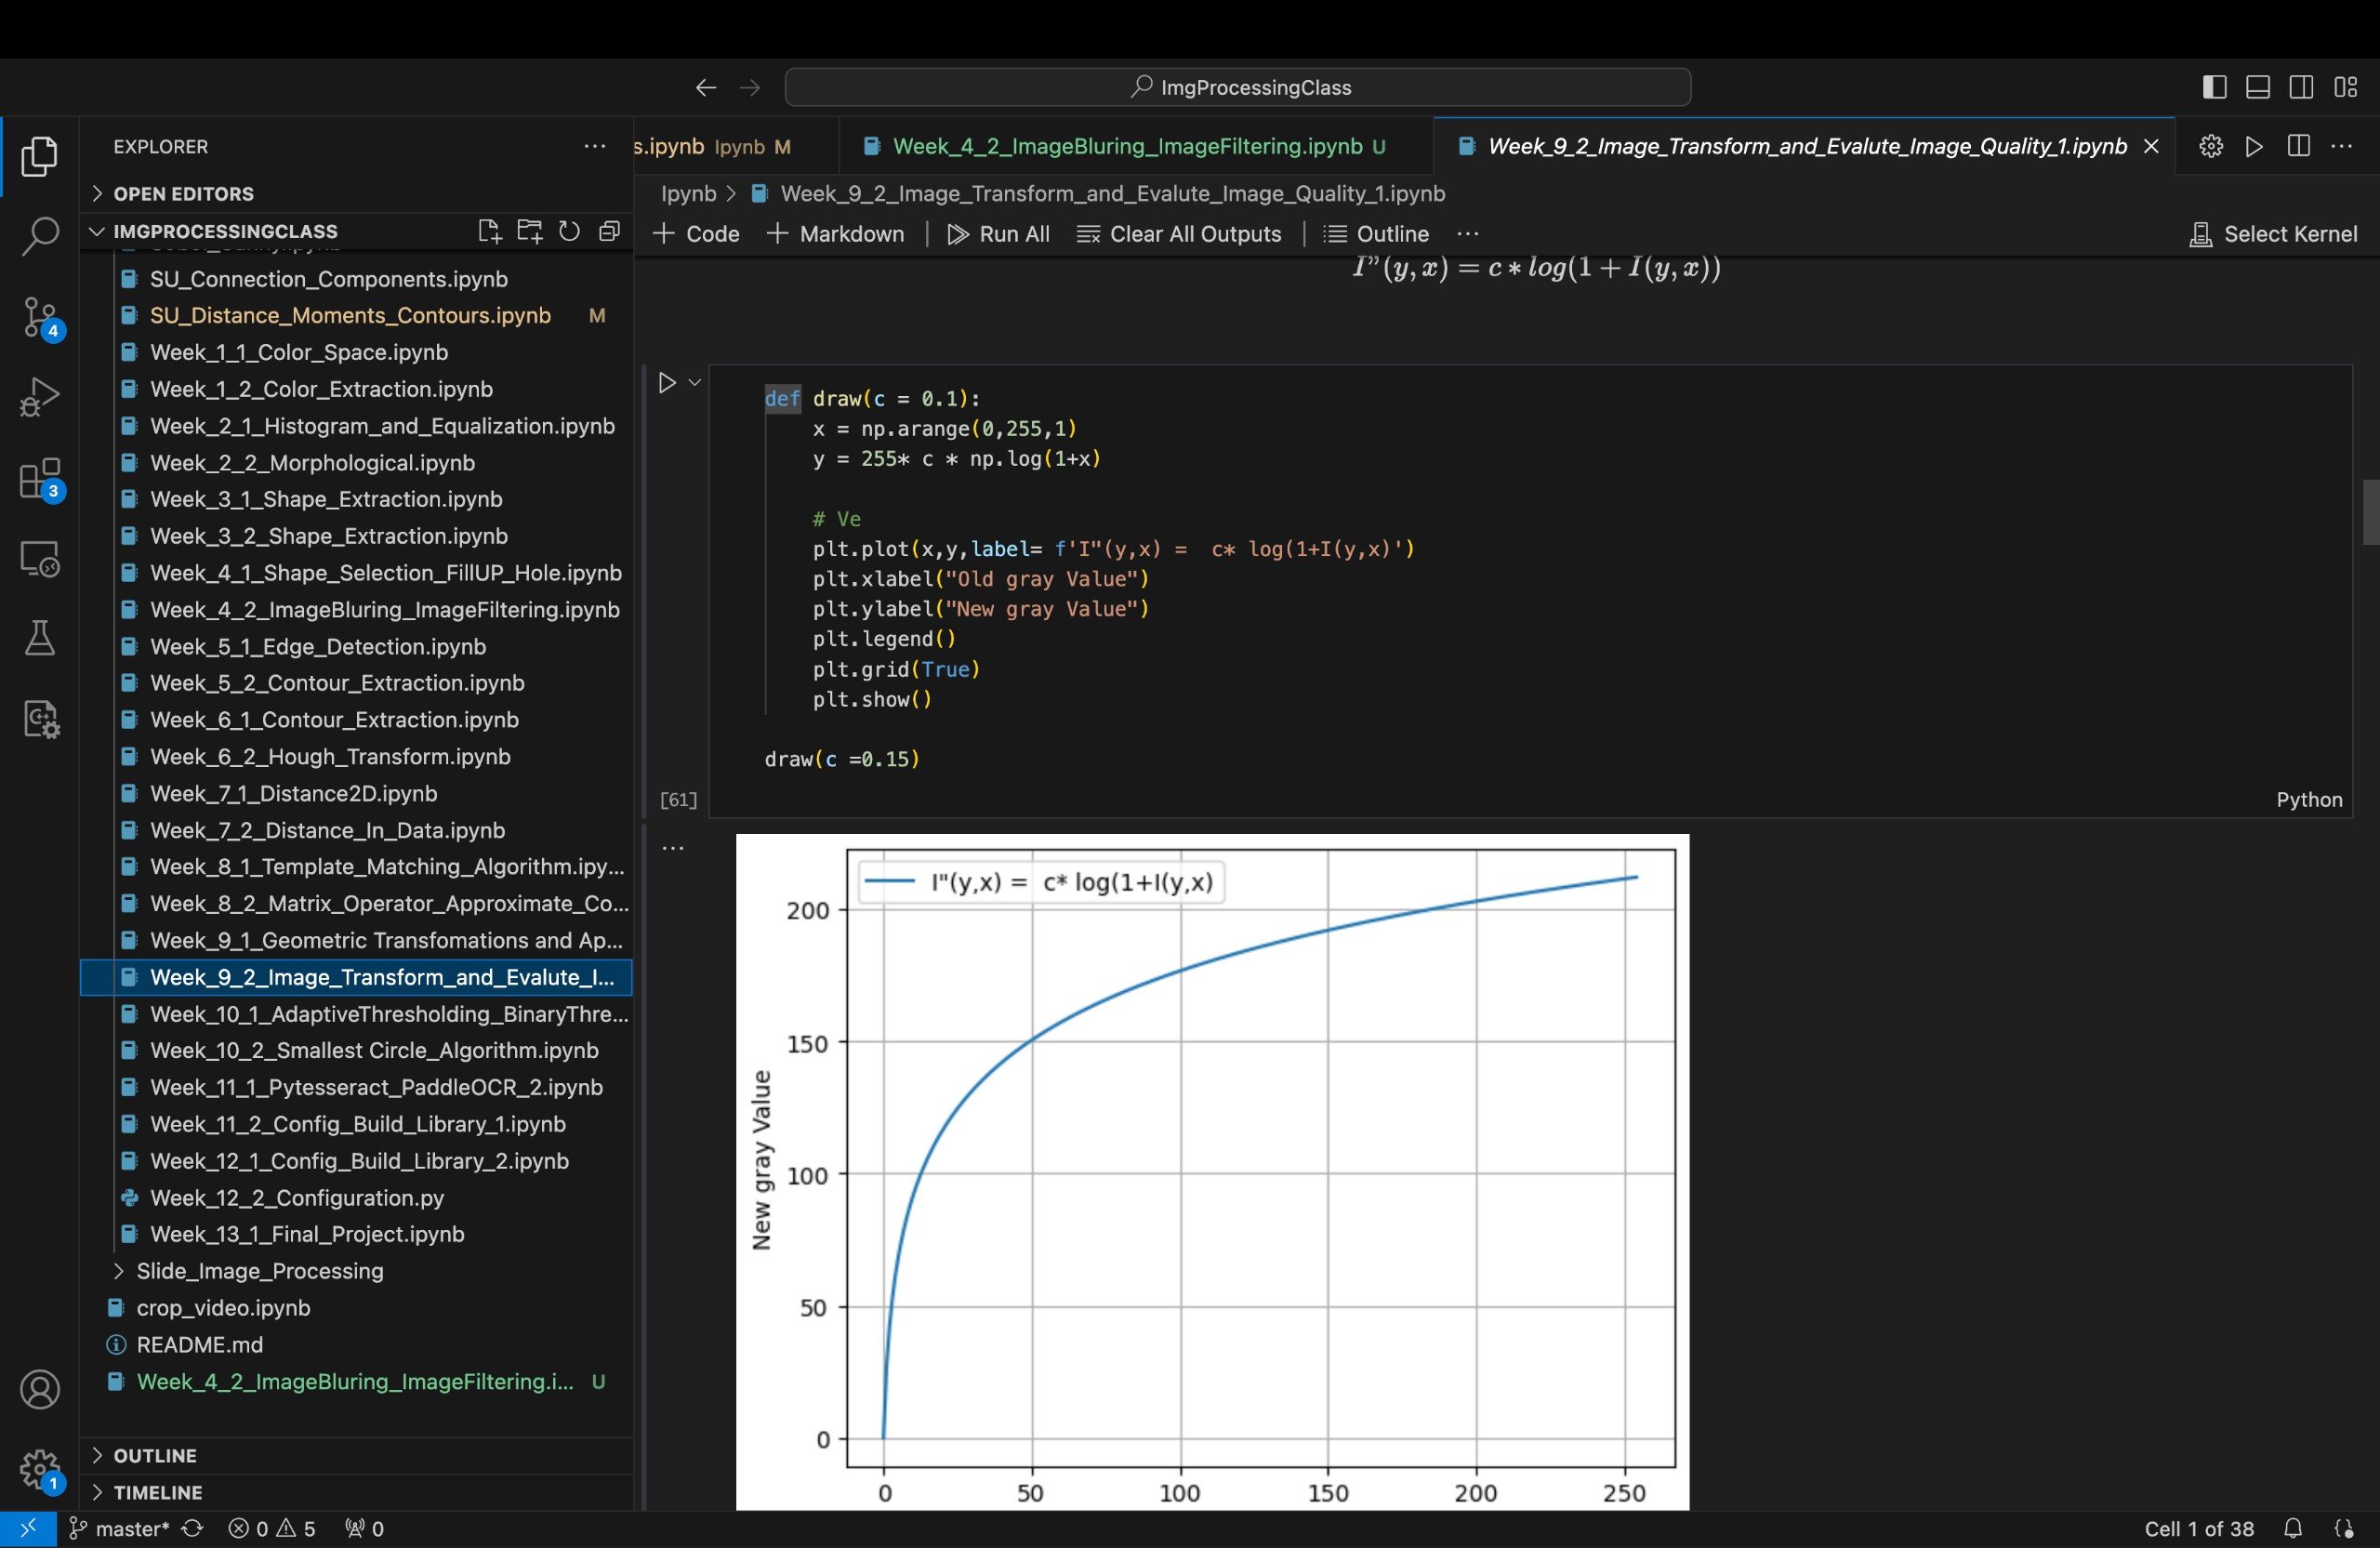 ImgProcessingClass
EXPLORER
OPEN EDITORS
IMGPROCESSINGCLASS
SU_Connection_Components.ipynb
SU_Distance_Moments_Contours.ipynb M
Week_1_1_Color_Space.ipynb
Week_1_2_Color_Extraction.ipynb
Week_2_1_Histogram_and_Equalization.ipynb
Week_2_2_Morphological.ipynb
Week_3_1_Shape_Extraction.ipynb
Week_3_2_Shape_Extraction.ipynb
Week_4_1_Shape_Selection_FillUP_Hole.ipynb
Week_4_2_ImageBluring_ImageFiltering.ipynb
Week_5_1_Edge_Detection.ipynb
Week_5_2_Contour_Extraction.ipynb
Week_6_1_Contour_Extraction.ipynb
Week_6_2_Hough_Transform.ipynb
Week_7_1_Distance2D.ipynb
Week_7_2_Distance_In_Data.ipynb
Week_8_1_Template_Matching_Algorithm.ipy...
Week_8_2_Matrix_Operator_Approximate_Co...
Week_9_1_Geometric Transfomations and Ap...
Week_9_2_Image_Transform_and_Evalute_I...
Week_10_1_AdaptiveThresholding_BinaryThre...
Week_10_2_Smallest Circle_Algorithm.ipynb
Week_11_1_Pytesseract_PaddleOCR_2.ipynb
Week_11_2_Config_Build_Library_1.ipynb
Week_12_1_Config_Build_Library_2.ipynb
Week_12_2_Configuration.py
Week_13_1_Final_Project.ipynb
Slide_Image_Processing
crop_video.ipynb
README.md
Week_4_2_ImageBluring_ImageFiltering.i... U
OUTLINE
TIMELINE
4
3
1
s.ipynb Ipynb M
Week_4_2_ImageBluring_ImageFiltering.ipynb U
Week_9_2_Image_Transform_and_Evalute_Image_Quality_1.ipynb
Ipynb > Week_9_2_Image_Transform_and_Evalute_Image_Quality_1.ipynb
+ Code + Markdown | Run All Clear All Outputs | Outline ...
Select Kernel
I”(y, x) = c * log(1 + I(y, x))
def draw(c = 0.1):
x = np.arange(0,255,1)
y = 255* c * np.log(1+x)
# Ve
plt.plot(x,y,label= f'I"(y,x) =  c* log(1+I(y,x)')
plt.xlabel("Old gray Value")
plt.ylabel("New gray Value")
plt.legend()
plt.grid(True)
plt.show()
draw(c =0.15)
[61]
Python
I"(y,x) =  c* log(1+I(y,x)
New gray Value
200
150
100
50
0
0 50 100 150 200 250
master* 0 5 0
Cell 1 of 38